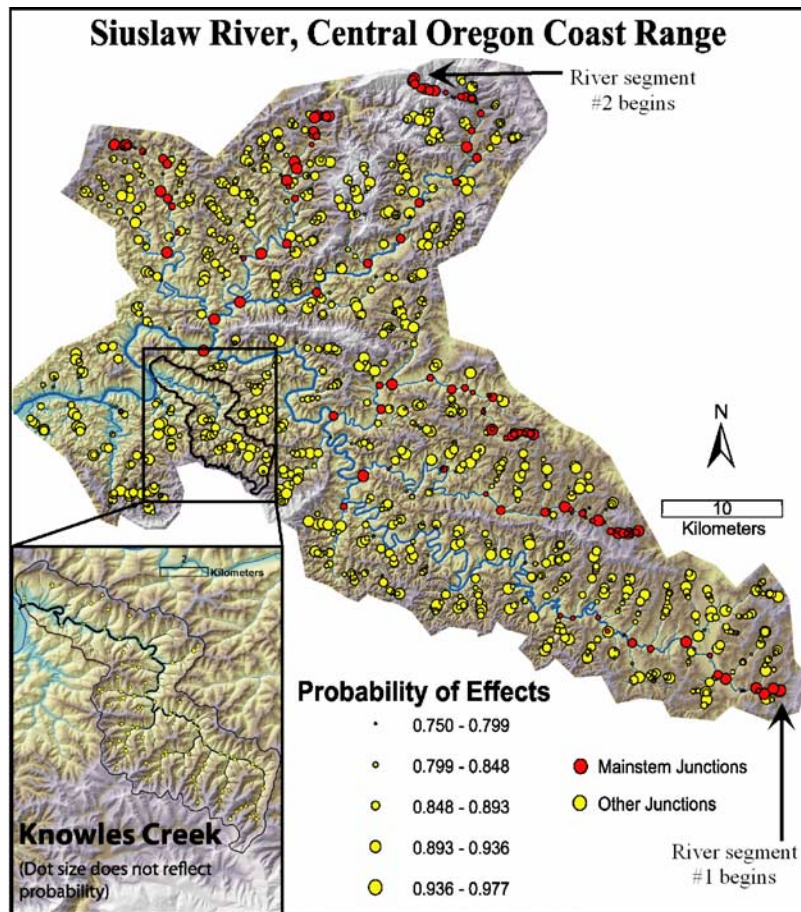 Siuslaw River, Central Oregon Coast Range
River segment
#2 begins
N
10
Kilometers
2
Kilometers
Knowles Creek
(Dot size does not reflect
probability)
Probability of Effects
0.750 - 0.799
0.799 - 0.848
0.848 - 0.893
0.893 - 0.936
0.936 - 0.977
Mainstem Junctions
Other Junctions
River segment
#1 begins